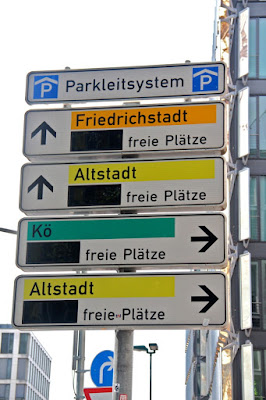 P Parkleitsystem P
Friedrichstadt
freie Plätze
Altstadt
freie Plätze
Kö
freie Plätze
Altstadt
freie Plätze